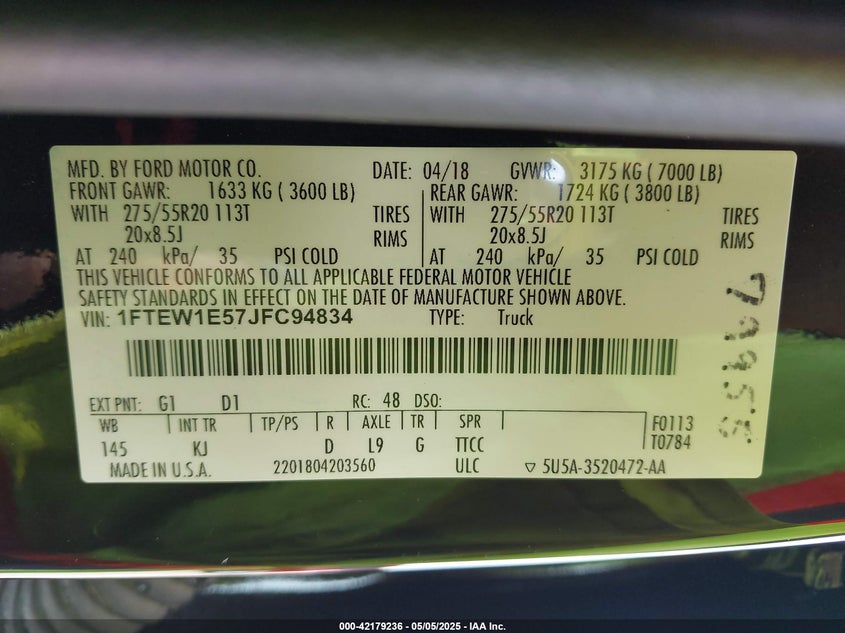 MFD. BY FORD MOTOR CO. DATE: 04/18 GVWR: 3175 KG ( 7000 LB)
FRONT GAWR: 1633 KG ( 3600 LB) REAR GAWR: 1724 KG ( 3800 LB)
WITH 275/55R20 113T TIRES WITH 275/55R20 113T TIRES
20x8.5J RIMS 20x8.5J RIMS
AT 240 kPa/ 35 PSI COLD AT 240 kPa/ 35 PSI COLD
THIS VEHICLE CONFORMS TO ALL APPLICABLE FEDERAL MOTOR VEHICLE
SAFETY STANDARDS IN EFFECT ON THE DATE OF MANUFACTURE SHOWN ABOVE.
VIN: 1FTEW1E57JFC94834 TYPE: Truck
EXT PNT: G1 D1 RC: 48 DSO:
WB INT TR TP/PS R AXLE TR SPR F0113
145 KJ D L9 G TTCC T0784
MADE IN U.S.A. 2201804203560 ULC ▽ 5U5A-3520472-AA
000-42179236 - 05/05/2025 - IAA Inc.